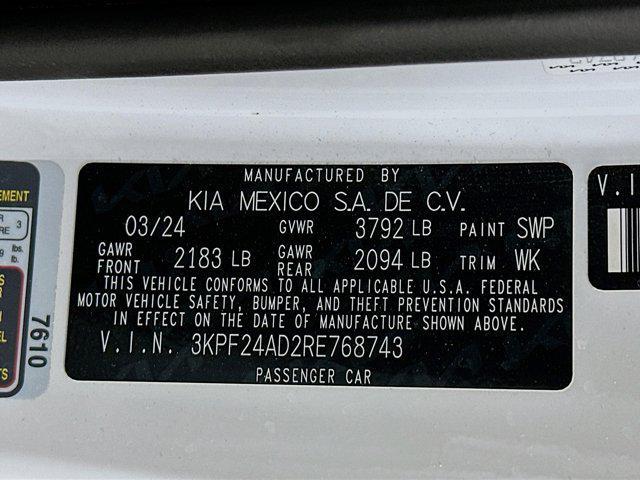 MANUFACTURED BY
KIA MEXICO S.A. DE C.V.
03/24 GVWR 3792 LB PAINT SWP
GAWR FRONT 2183 LB GAWR REAR 2094 LB TRIM WK
THIS VEHICLE CONFORMS TO ALL APPLICABLE U.S.A. FEDERAL
MOTOR VEHICLE SAFETY, BUMPER, AND THEFT PREVENTION STANDARDS
IN EFFECT ON THE DATE OF MANUFACTURE SHOWN ABOVE.
V.I.N. 3KPF24AD2RE768743
PASSENGER CAR
7610
V.I